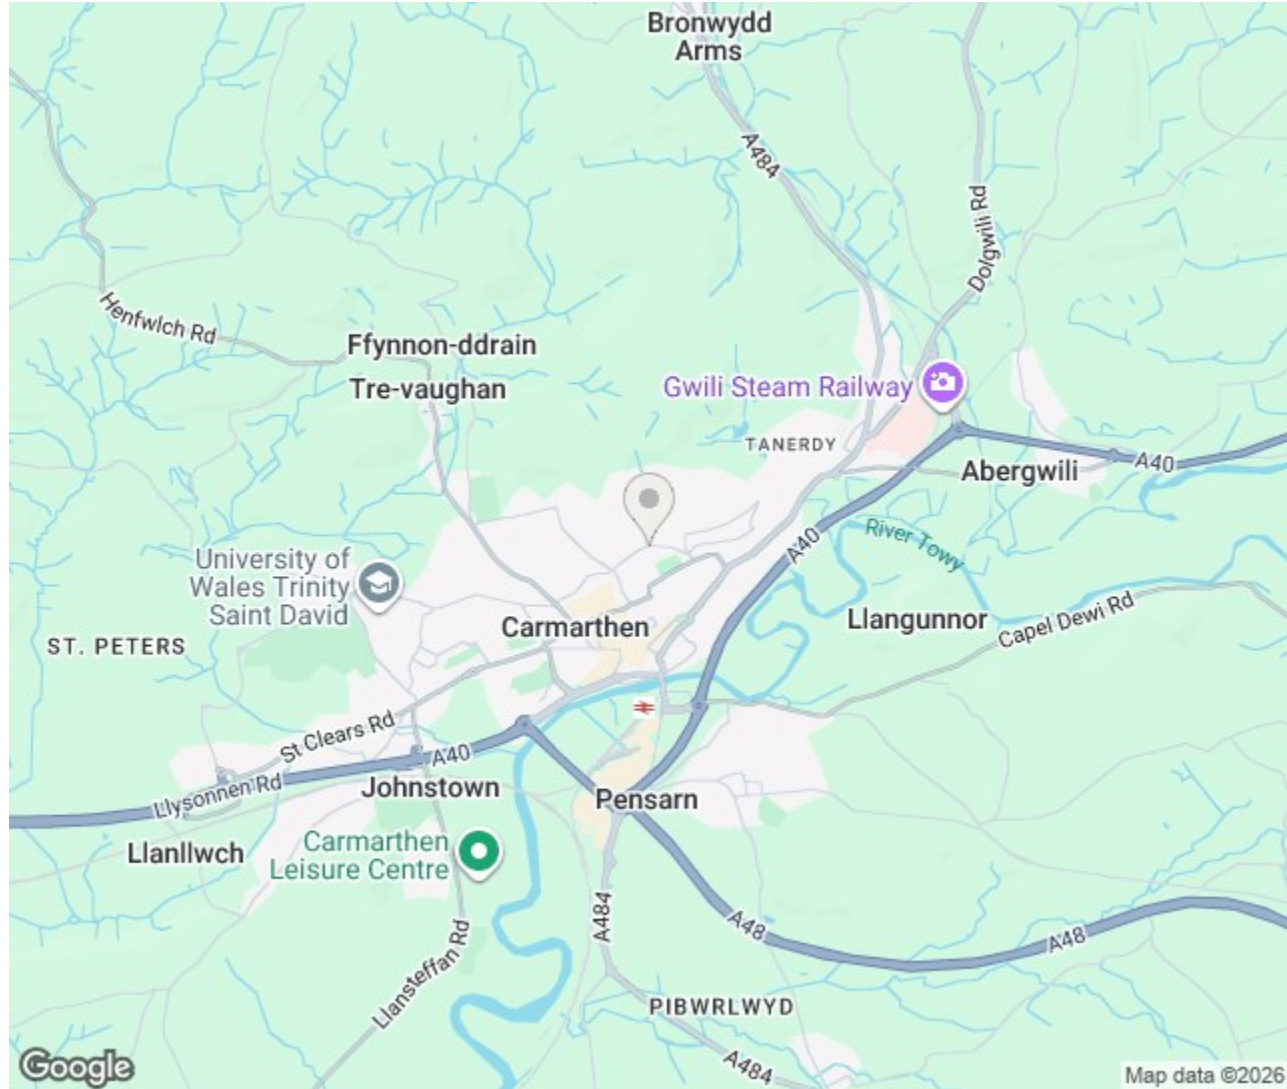 Bronwydd
Arms
A484
Dolgwili Rd
Henfwlch Rd
Ffynnon-ddrain
Tre-vaughan
Gwili Steam Railway
TANERDY
Abergwili
A40
River Towy
A40
University of
Wales Trinity
Saint David
Llangunnor
Capel Dewi Rd
Carmarthen
ST. PETERS
St Clears Rd
A40
Llysonnen Rd
Johnstown
Pensarn
Llanllwch
Carmarthen
Leisure Centre
A484
A48
A48
Llansteffan Rd
PIBWRLWYD
A484
Google
Map data ©2026